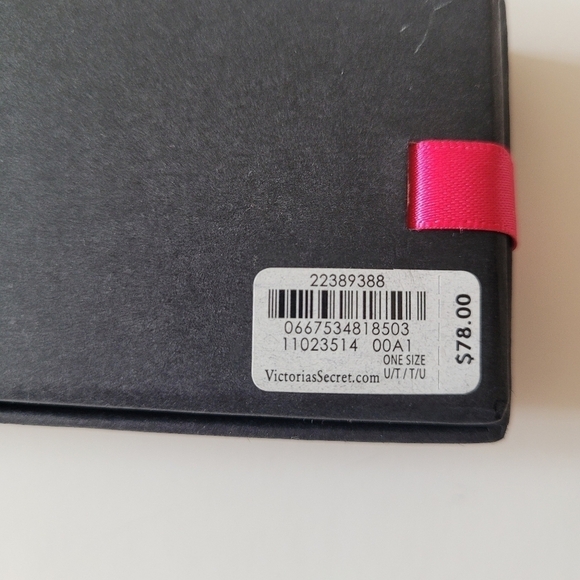 22389388
0667534818503
11023514 00A1
ONE SIZE
VictoriasSecret.com U/T / T/U
$78.00